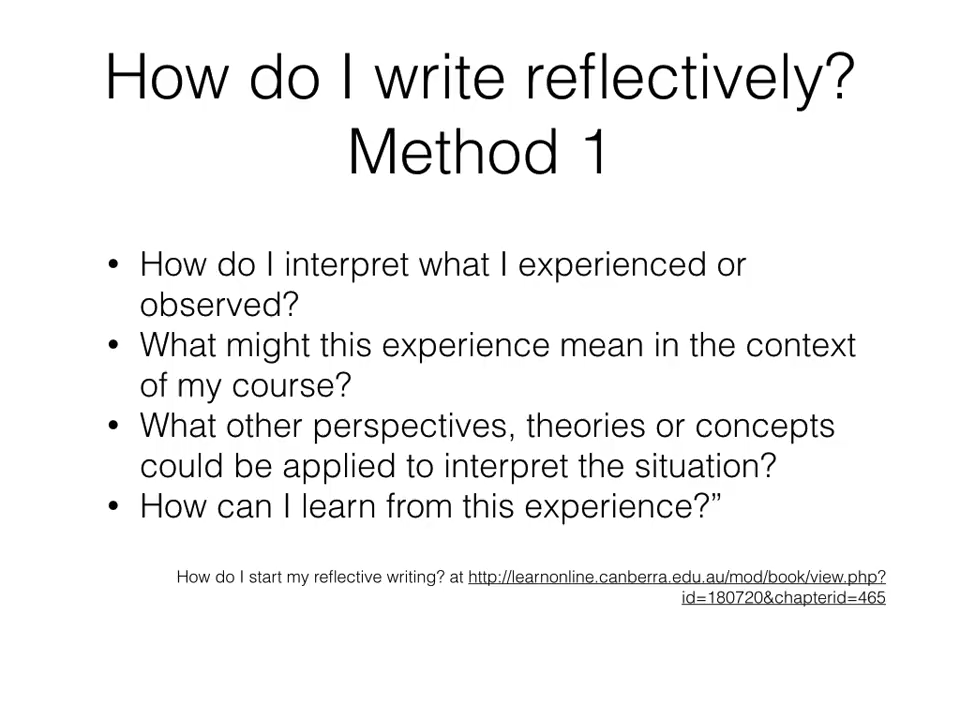 How do I write reflectively?
Method 1
• How do I interpret what I experienced or
observed?
• What might this experience mean in the context
of my course?
• What other perspectives, theories or concepts
could be applied to interpret the situation?
• How can I learn from this experience?”
How do I start my reflective writing? at http://learnonline.canberra.edu.au/mod/book/view.php?
id=180720&chapterid=465